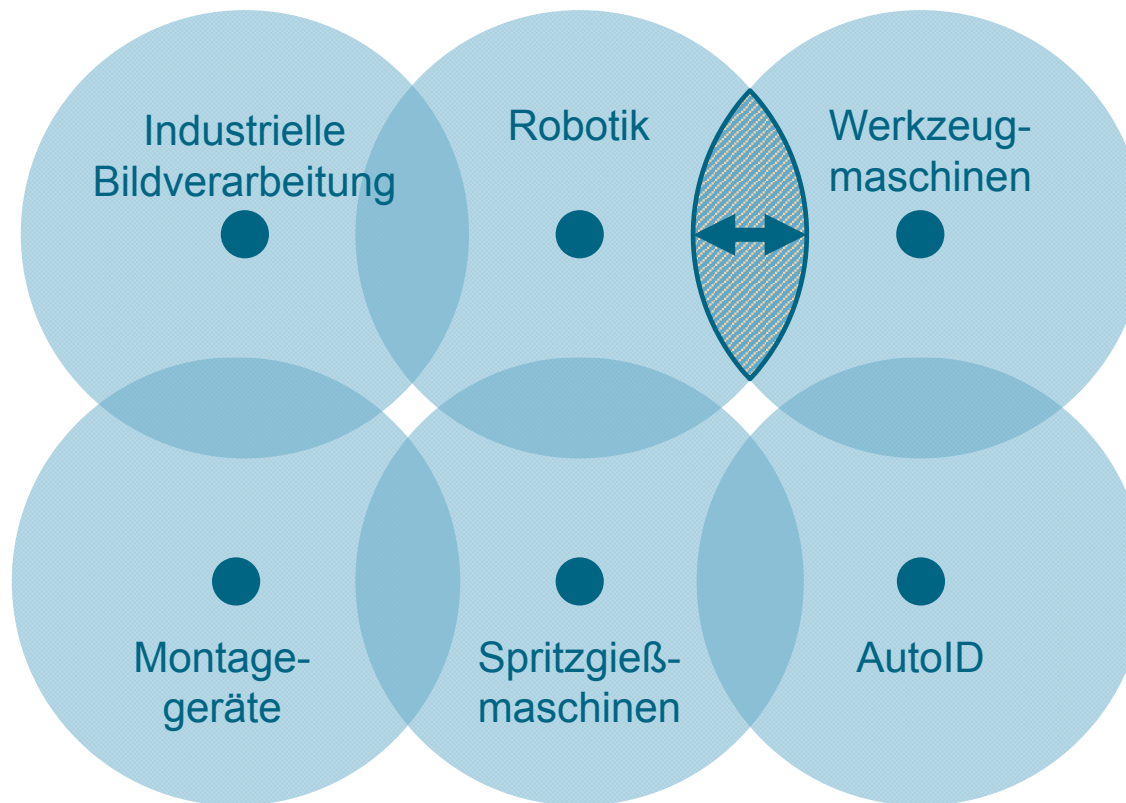 Industrielle
Bildverarbeitung
Robotik
Werkzeug-
maschinen
Montage-
geräte
Spritzgieß-
maschinen
AutoID